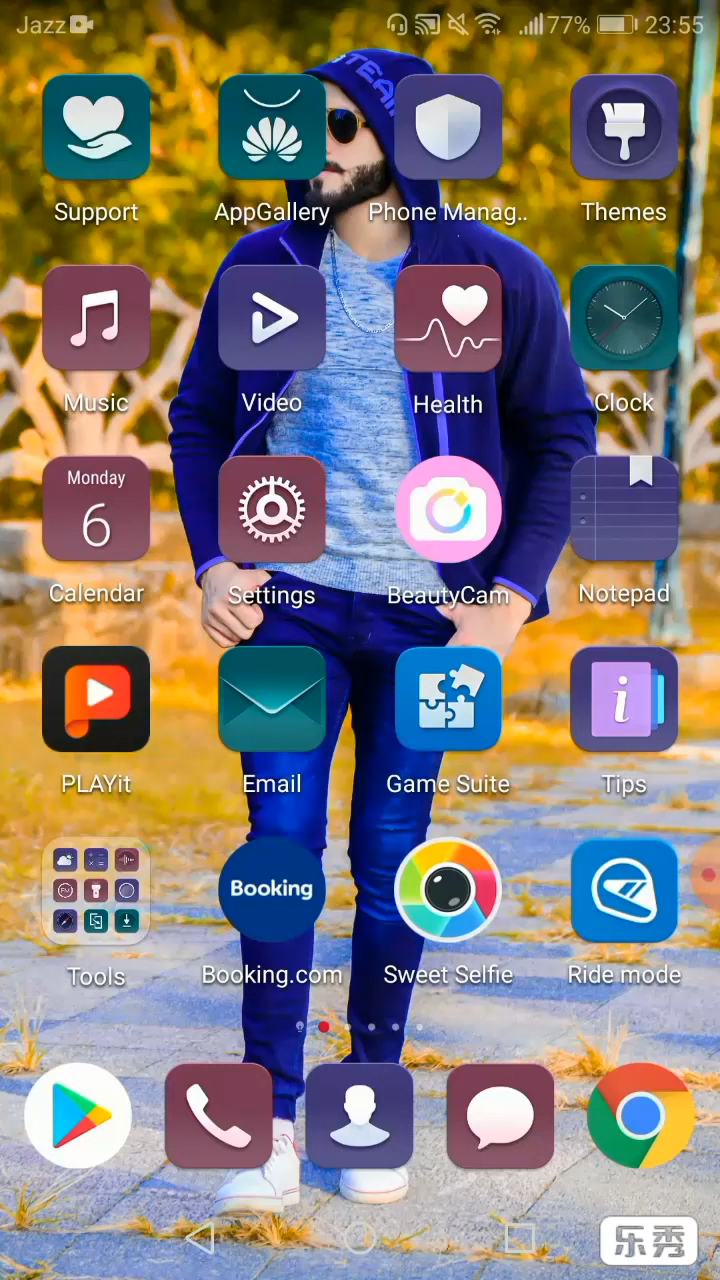 Jazz 77% 23:55
STEAM
Support AppGallery Phone Manag.. Themes
Music Video Health Clock
Monday
6
Calendar Settings BeautyCam Notepad
PLAYit Email Game Suite Tips
Booking
Tools Booking.com Sweet Selfie Ride mode
乐秀